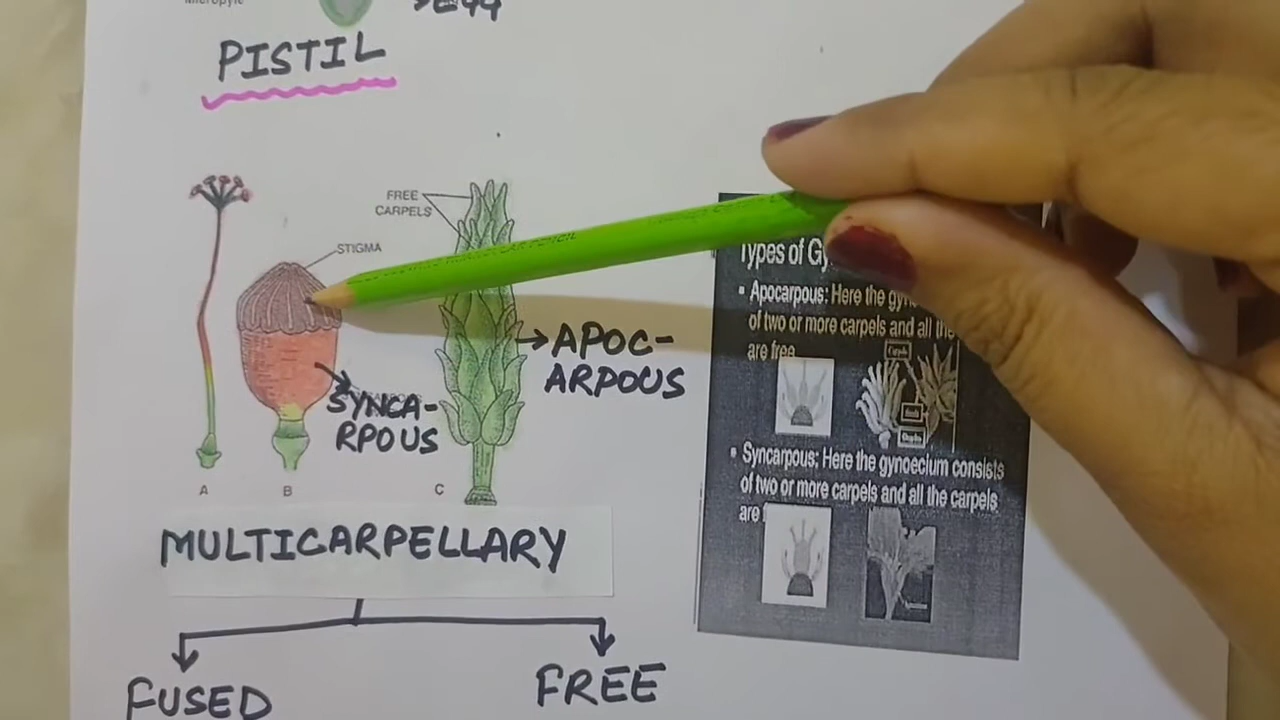 Micropyle
PISTIL
FREE
CARPELS
STIGMA
APOC-
ARPOUS
SYNCA-
RPOUS
A B C
MULTICARPELLARY
FUSED
FREE
Types of Gy
▪ Apocarpous: Here the gyn
of two or more carpels and all the
are free
▪ Syncarpous: Here the gynoecium consists
of two or more carpels and all the carpels
are